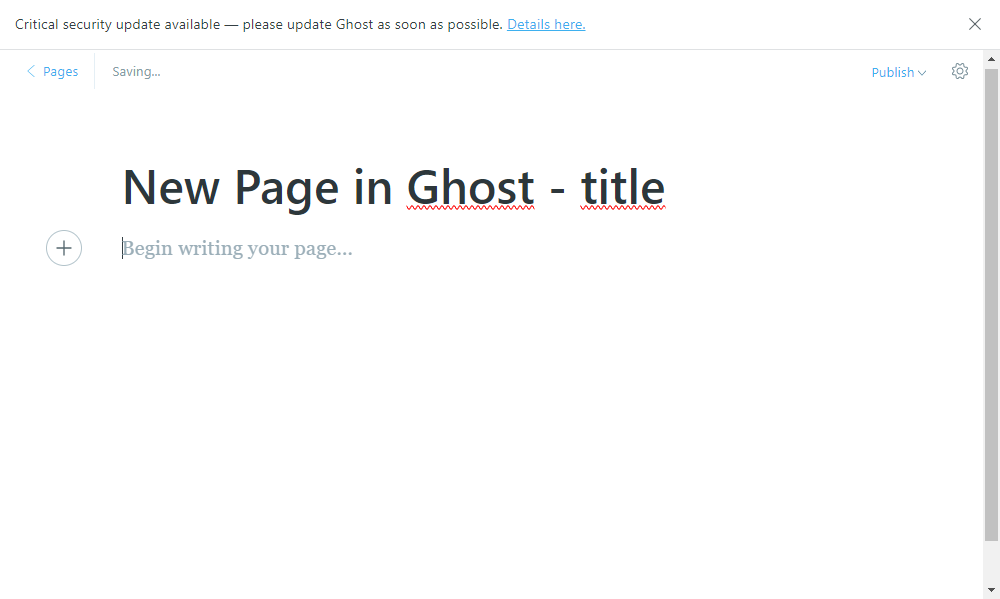 Critical security update available — please update Ghost as soon as possible. Details here.
Pages
Saving...
Publish
New Page in Ghost - title
Begin writing your page...